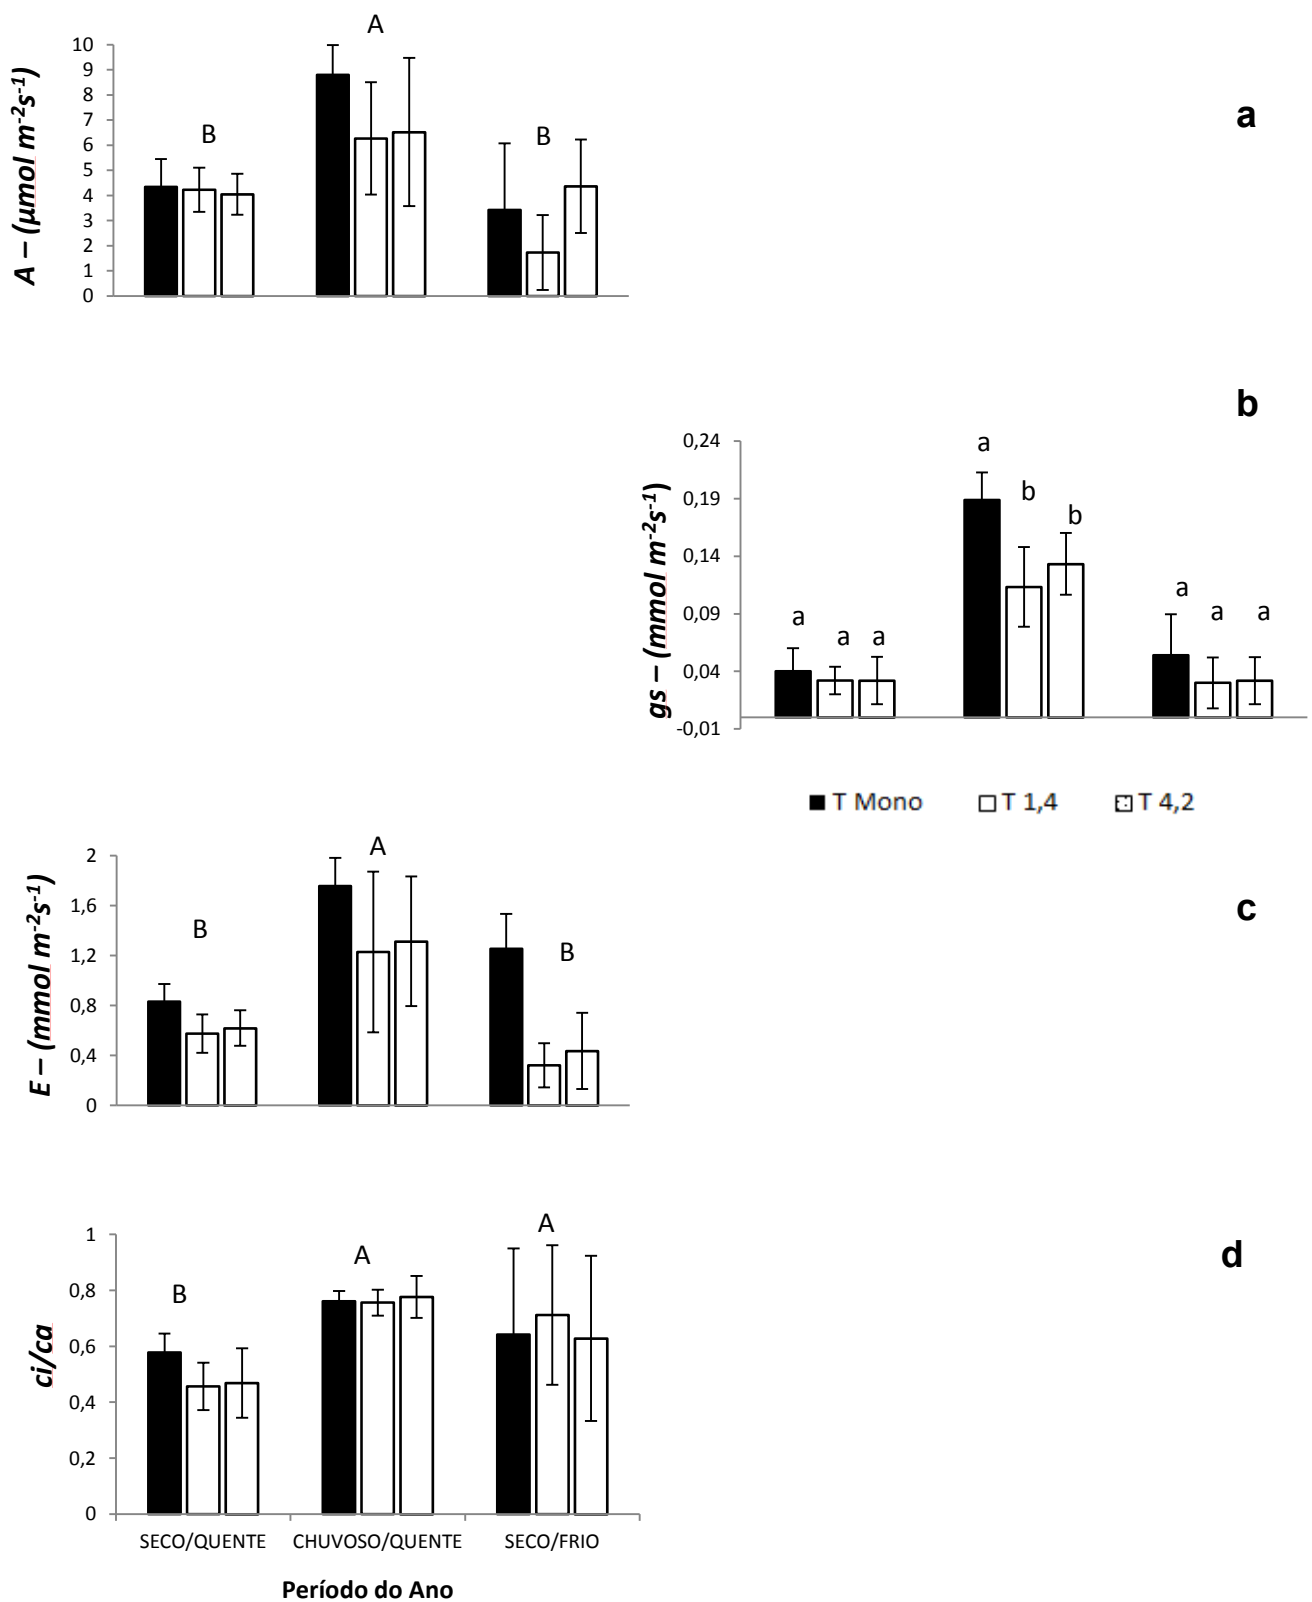 A
10
9
8
7
6
5
4
3
2
1
0
A – (µmol m-2s-1)
B
B
a
b
0,24
0,19
0,14
0,09
0,04
-0,01
gs – (mmol m-2s-1)
a
a
a
a
b
b
a
a
a
T Mono T 1,4 T 4,2
A
2
1,6
1,2
0,8
0,4
0
E – (mmol m-2s-1)
B
B
c
A
A
B
1
0,8
0,6
0,4
0,2
0
ci/ca
d
SECO/QUENTE CHUVOSO/QUENTE SECO/FRIO
Período do Ano